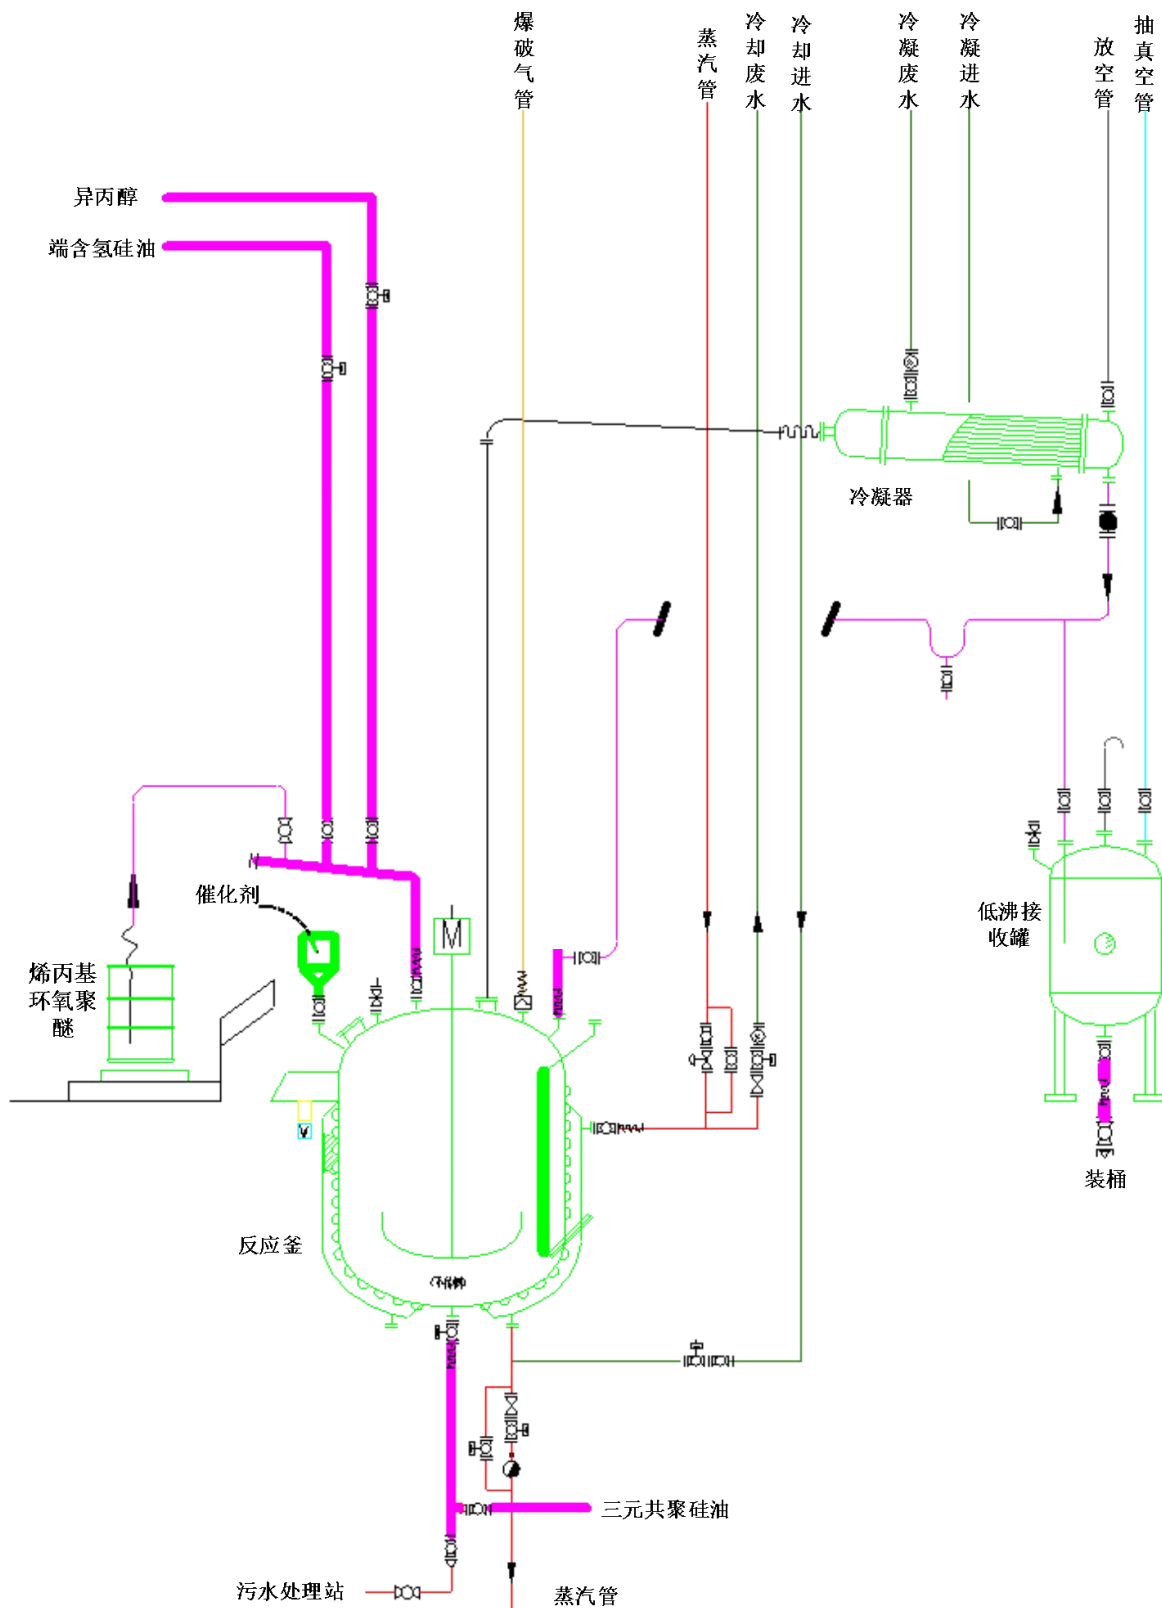 爆破气管
蒸汽管
冷却废水
冷却进水
冷凝废水
冷凝进水
放空管
抽真空管
异丙醇
端含氢硅油
冷凝器
催化剂
M
烯丙基
环氧聚
醚
低沸接
收罐
装桶
反应釜
三元共聚硅油
污水处理站
蒸汽管